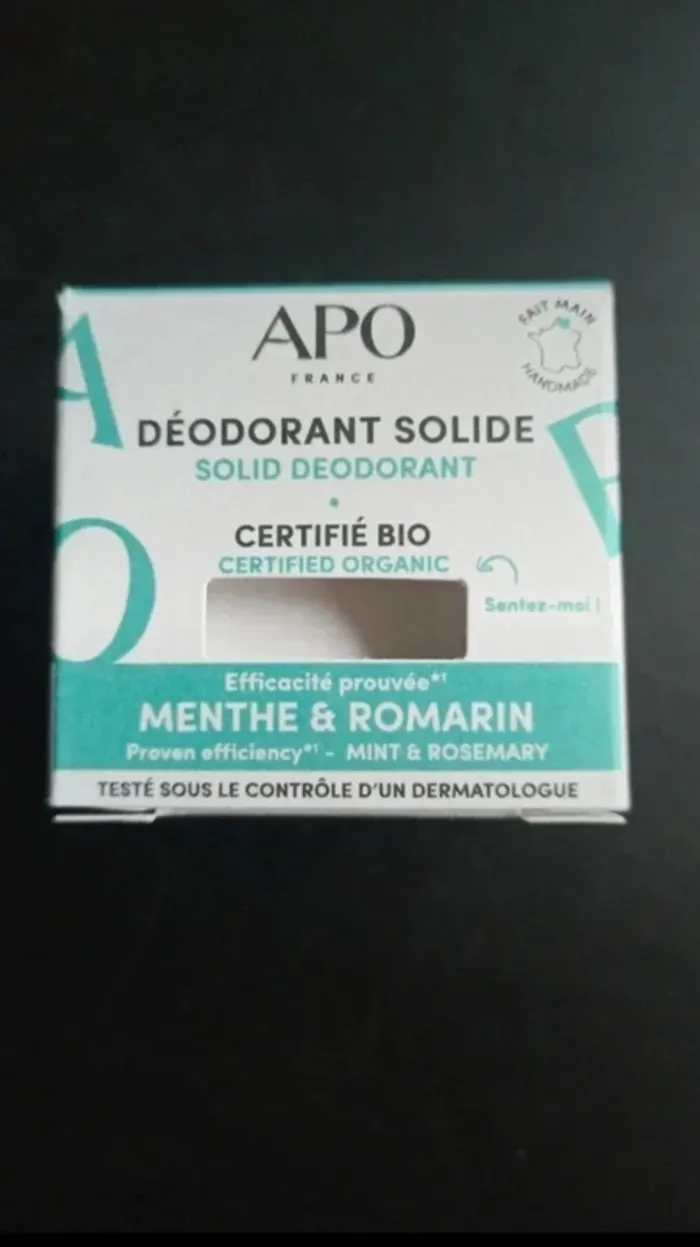 APO
FRANCE
FAIT MAIN
HANDMADE
DÉODORANT SOLIDE
SOLID DEODORANT
CERTIFIÉ BIO
CERTIFIED ORGANIC
Sentez-moi !
Efficacité prouvée*¹
MENTHE & ROMARIN
Proven efficiency*¹ - MINT & ROSEMARY
TESTÉ SOUS LE CONTRÔLE D'UN DERMATOLOGUE
A
P
O